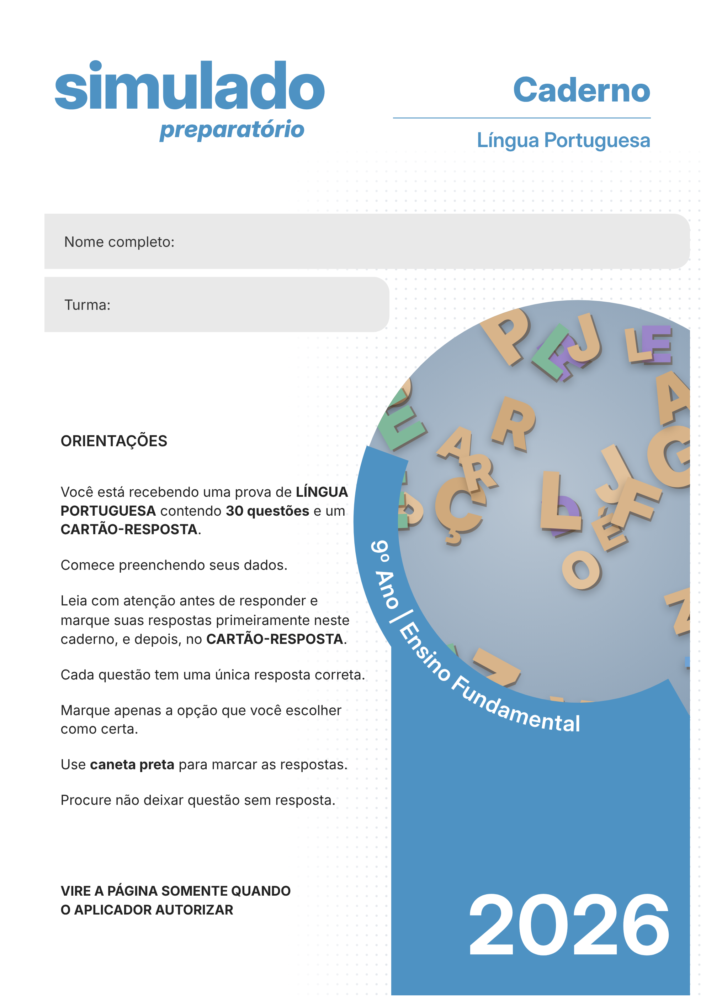 simulado
preparatório
Caderno
Língua Portuguesa
Nome completo:
Turma:
ORIENTAÇÕES
Você está recebendo uma prova de LÍNGUA
PORTUGUESA contendo 30 questões e um
CARTÃO-RESPOSTA.
Comece preenchendo seus dados.
Leia com atenção antes de responder e
marque suas respostas primeiramente neste
caderno, e depois, no CARTÃO-RESPOSTA.
Cada questão tem uma única resposta correta.
Marque apenas a opção que você escolher
como certa.
Use caneta preta para marcar as respostas.
Procure não deixar questão sem resposta.
VIRE A PÁGINA SOMENTE QUANDO
O APLICADOR AUTORIZAR
9º Ano | Ensino Fundamental
2026